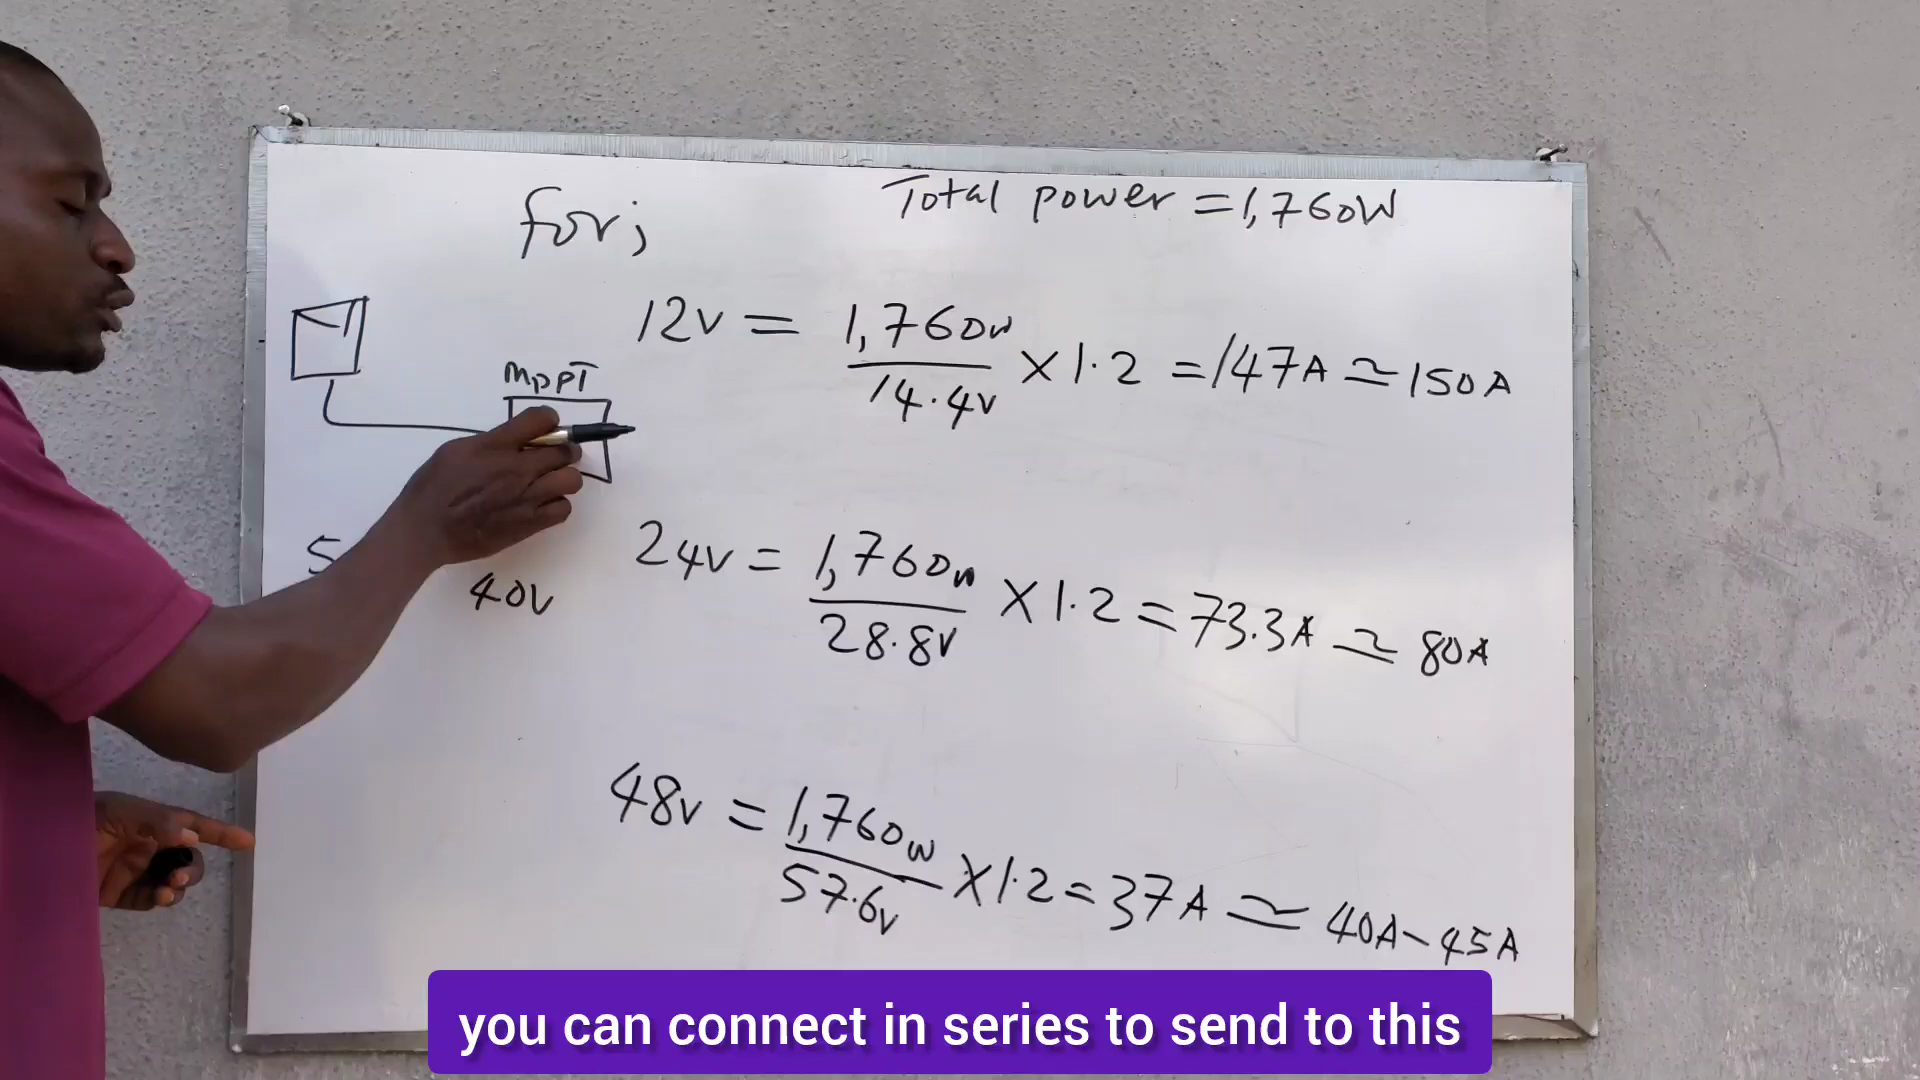 Total power = 1,760W
for;
12v = 1,760w / 14.4v × 1.2 = 147A ≃ 150A
MPPT
24v = 1,760w / 28.8v × 1.2 = 73.3A ≃ 80A
5
40v
48v = 1,760w / 57.6v × 1.2 = 37A ≃ 40A-45A
you can connect in series to send to this